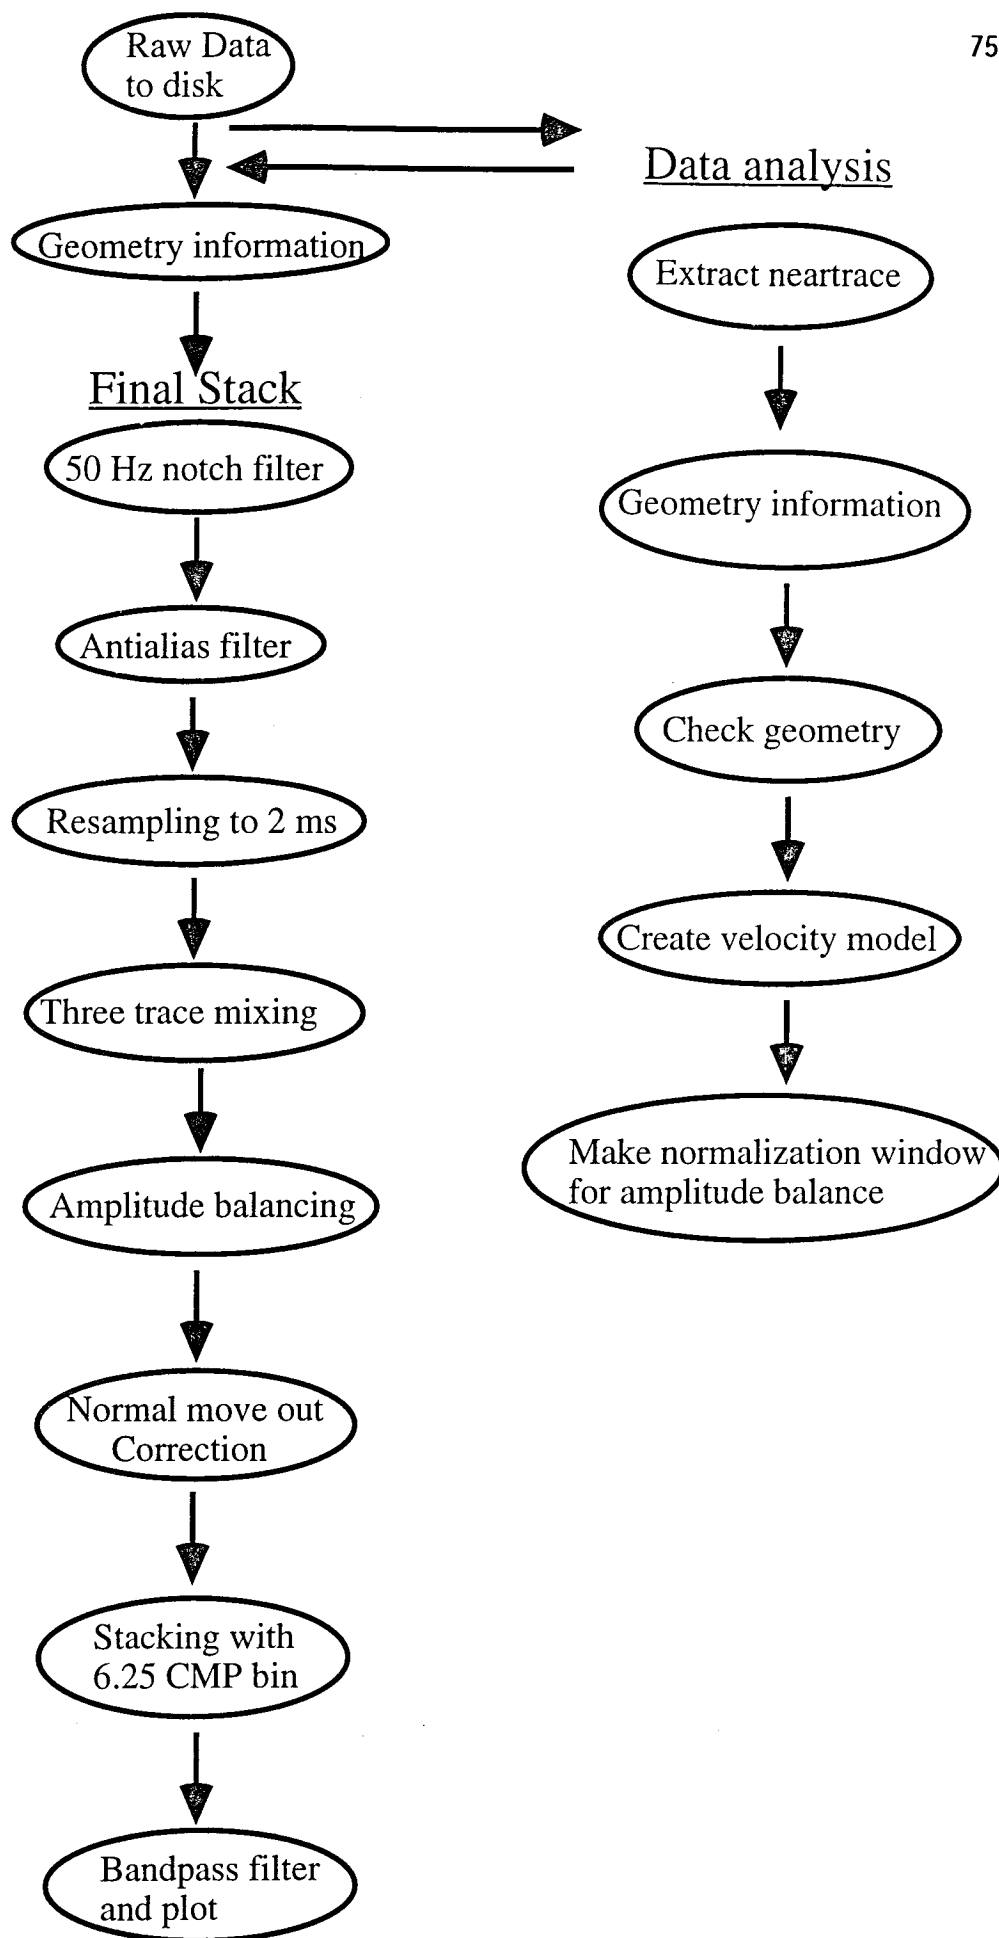 75
Raw Data
to disk
Geometry information
Final Stack
50 Hz notch filter
Antialias filter
Resampling to 2 ms
Three trace mixing
Amplitude balancing
Normal move out
Correction
Stacking with
6.25 CMP bin
Bandpass filter
and plot
Data analysis
Extract neartrace
Geometry information
Check geometry
Create velocity model
Make normalization window
for amplitude balance